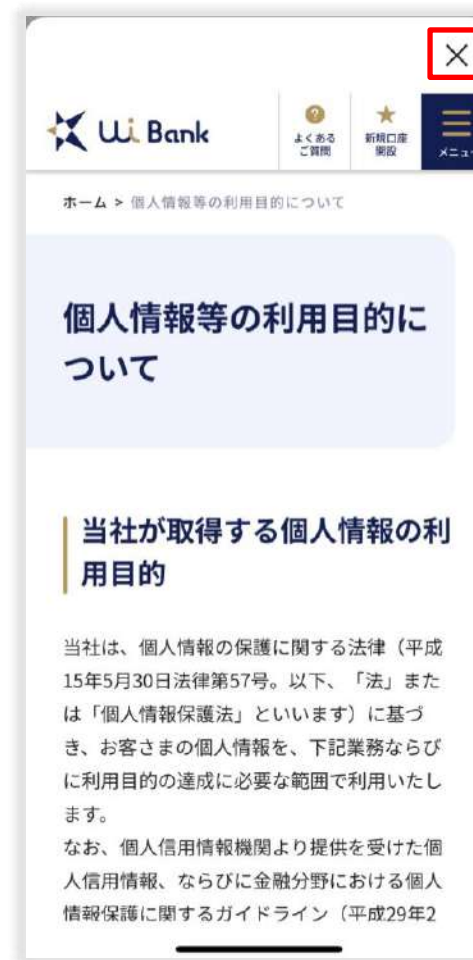 UI Bank
よくある
ご質問
新規口座
開設
メニュー
ホーム > 個人情報等の利用目的について
個人情報等の利用目的に
ついて
当社が取得する個人情報の利
用目的
当社は、個人情報の保護に関する法律（平成
15年5月30日法律第57号。以下、「法」また
は「個人情報保護法」といいます）に基づ
き、お客さまの個人情報を、下記業務ならび
に利用目的の達成に必要な範囲で利用いたし
ます。
なお、個人信用情報機関より提供を受けた個
人信用情報、ならびに金融分野における個人
情報保護に関するガイドライン（平成29年2